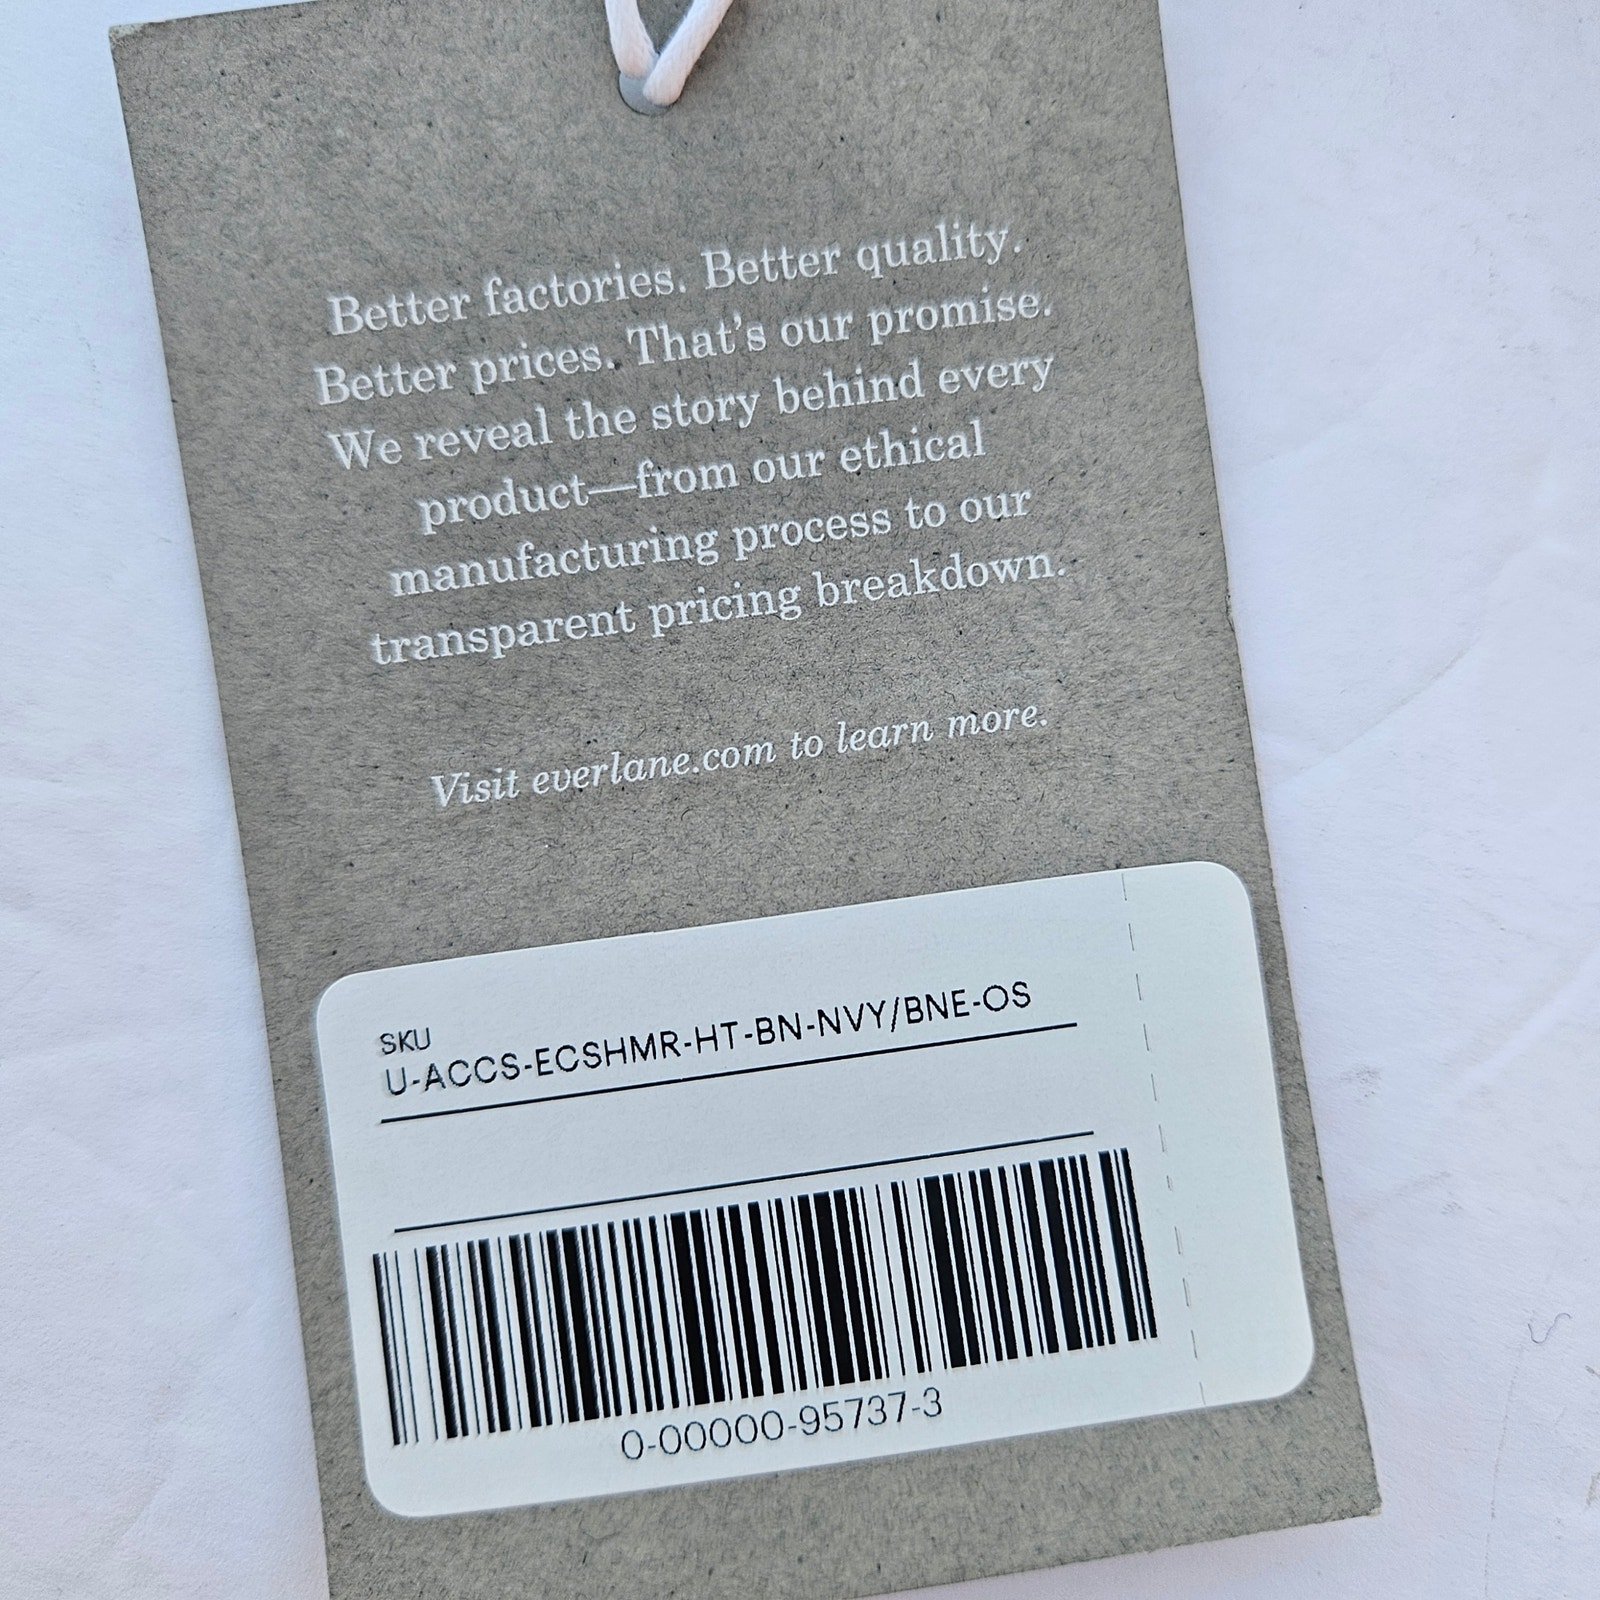 Better factories. Better quality.
Better prices. That's our promise.
We reveal the story behind every
product—from our ethical
manufacturing process to our
transparent pricing breakdown.
Visit everlane.com to learn more.
SKU
U-ACCS-ECSHMR-HT-BN-NVY/BNE-OS
0-00000-95737-3